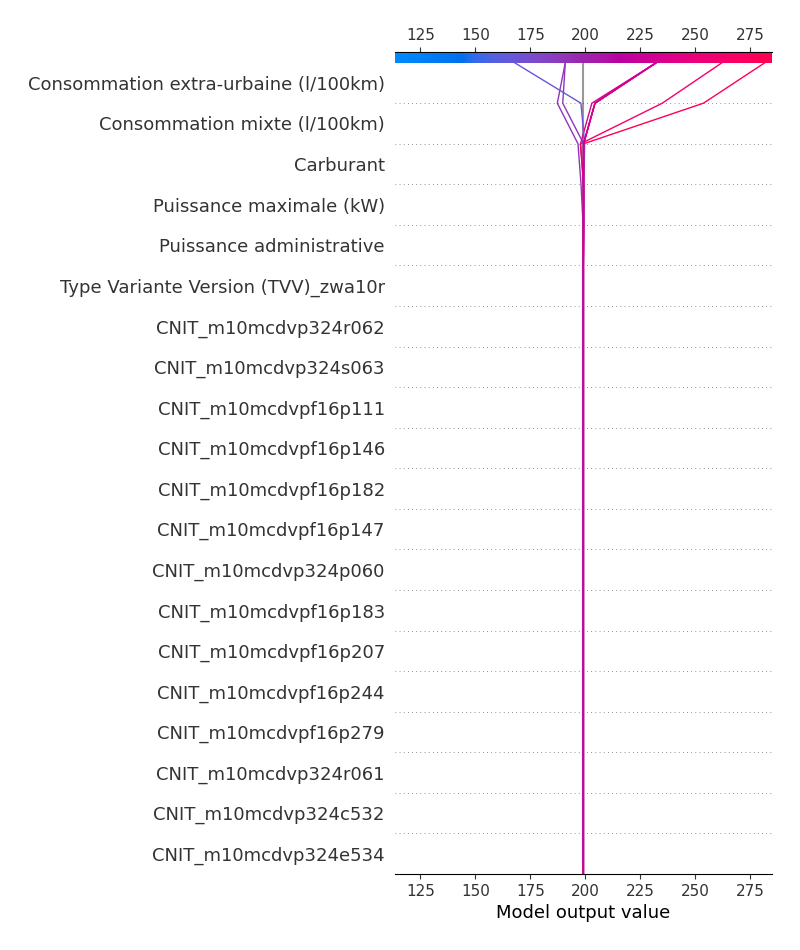 125 150 175 200 225 250 275
Consommation extra-urbaine (l/100km)
Consommation mixte (l/100km)
Carburant
Puissance maximale (kW)
Puissance administrative
Type Variante Version (TVV)_zwa10r
CNIT_m10mcdvp324r062
CNIT_m10mcdvp324s063
CNIT_m10mcdvpf16p111
CNIT_m10mcdvpf16p146
CNIT_m10mcdvpf16p182
CNIT_m10mcdvpf16p147
CNIT_m10mcdvp324p060
CNIT_m10mcdvpf16p183
CNIT_m10mcdvpf16p207
CNIT_m10mcdvpf16p244
CNIT_m10mcdvpf16p279
CNIT_m10mcdvp324r061
CNIT_m10mcdvp324c532
CNIT_m10mcdvp324e534
125 150 175 200 225 250 275
Model output value